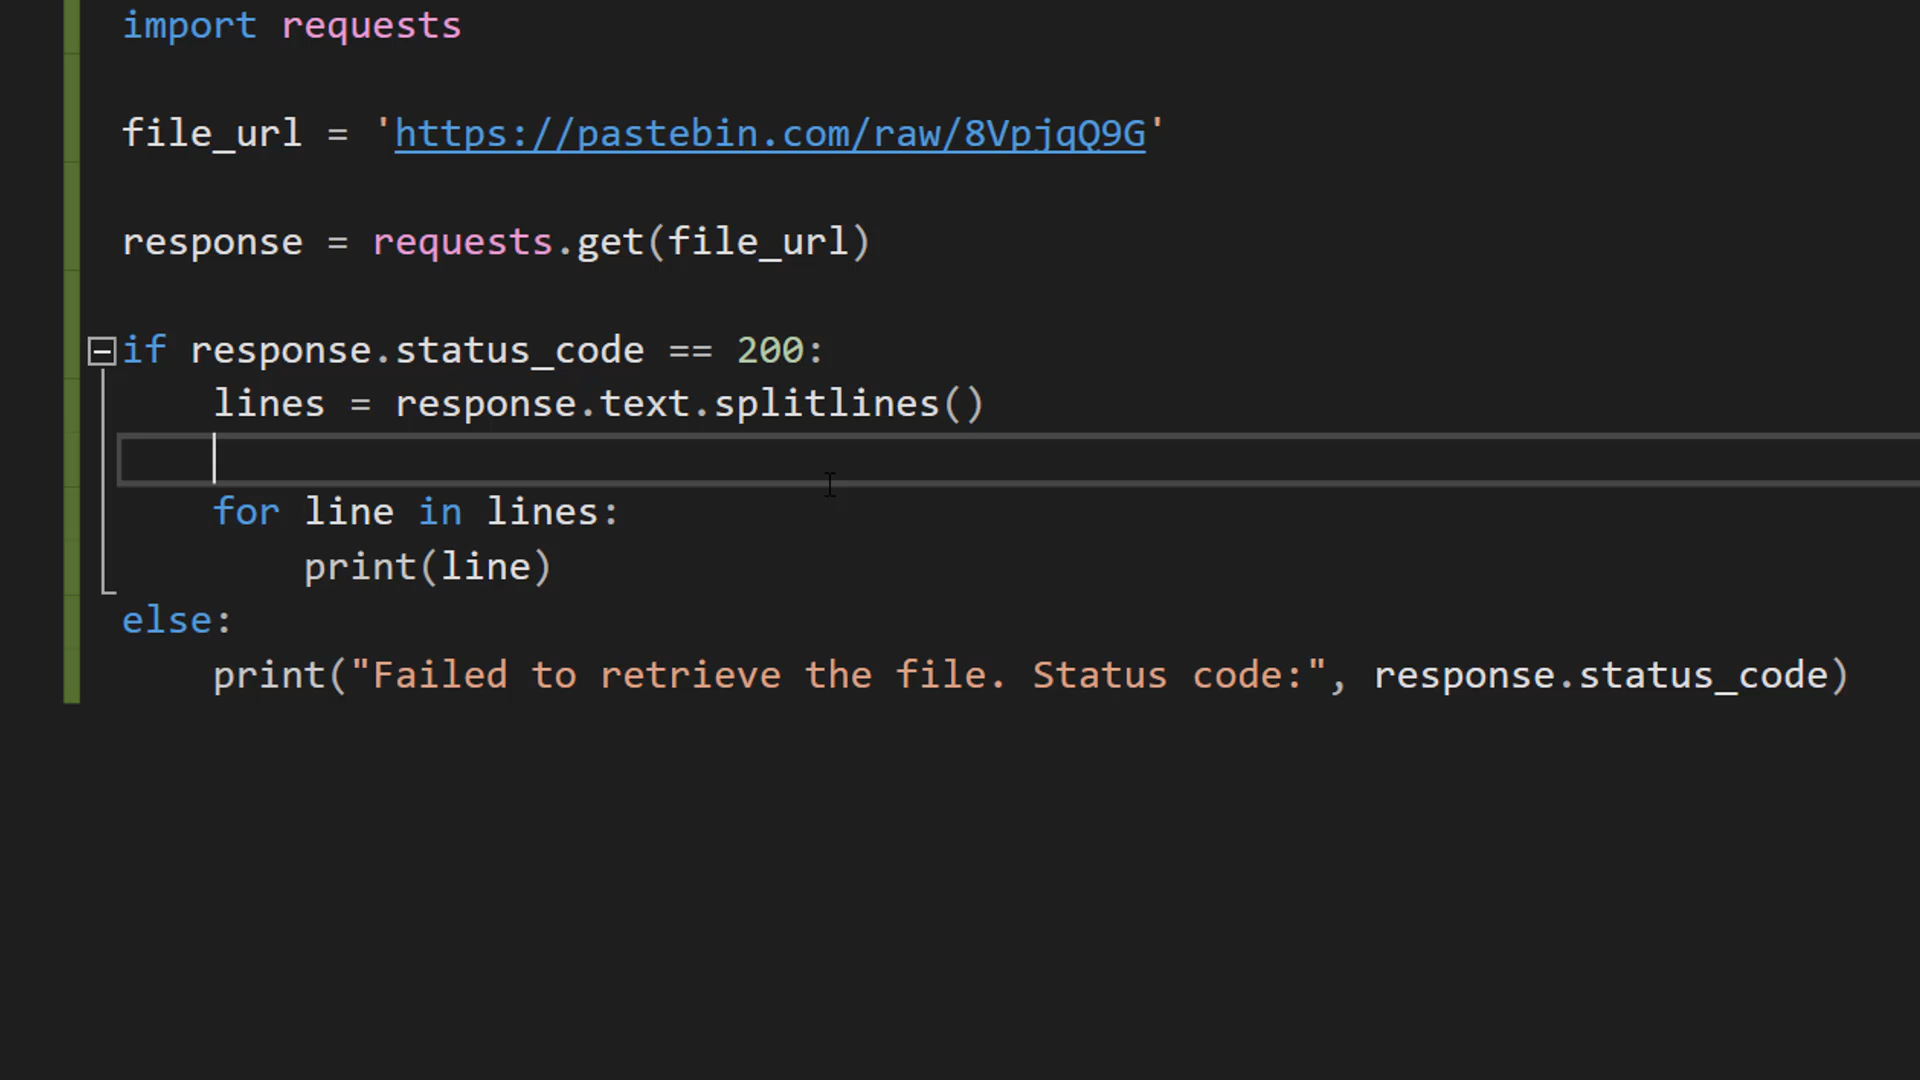 import requests
file_url = 'https://pastebin.com/raw/8VpjqQ9G'
response = requests.get(file_url)
if response.status_code == 200:
    lines = response.text.splitlines()
    for line in lines:
        print(line)
else:
    print("Failed to retrieve the file. Status code:", response.status_code)